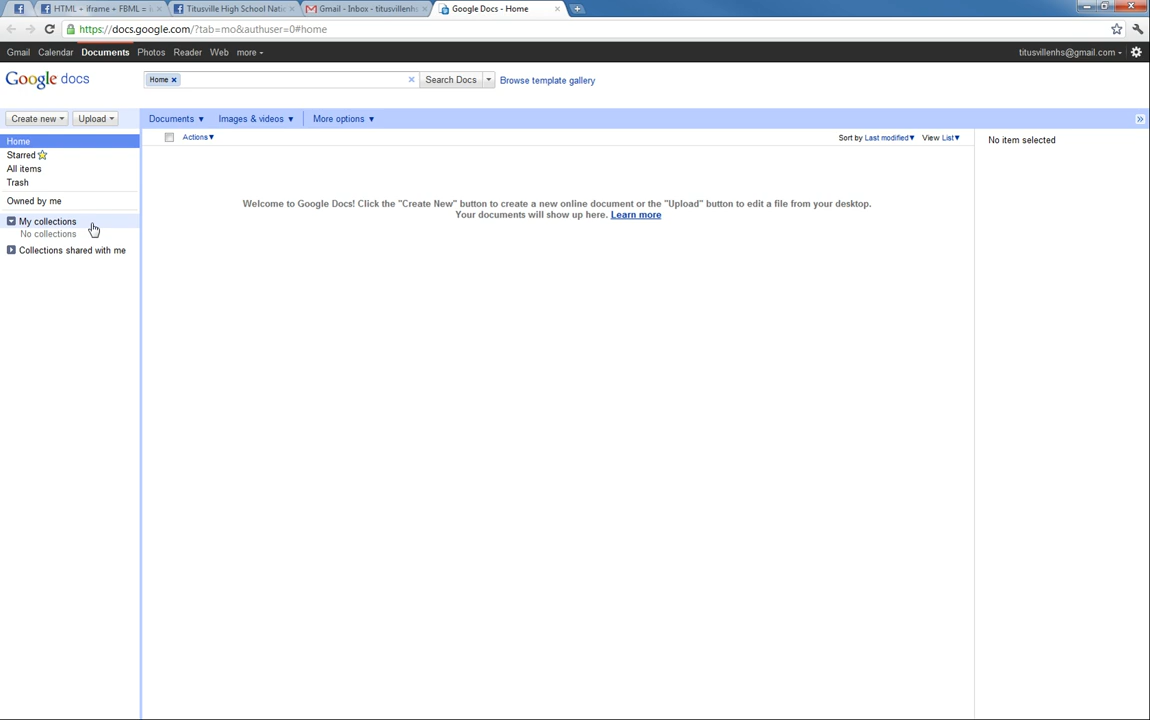 HTML + iframe + FBML = i
Titusville High School Natio
Gmail - Inbox - titusvillenh
Google Docs - Home
https://docs.google.com/?tab=mo&authuser=0#home
Gmail Calendar Documents Photos Reader Web more
titusvillenhs@gmail.com
Google docs
Home
Search Docs
Browse template gallery
Create new
Upload
Documents
Images & videos
More options
Home
Starred
All items
Trash
Owned by me
My collections
No collections
Collections shared with me
Actions
Sort by Last modified
View List
No item selected
Welcome to Google Docs! Click the "Create New" button to create a new online document or the "Upload" button to edit a file from your desktop.
Your documents will show up here. Learn more